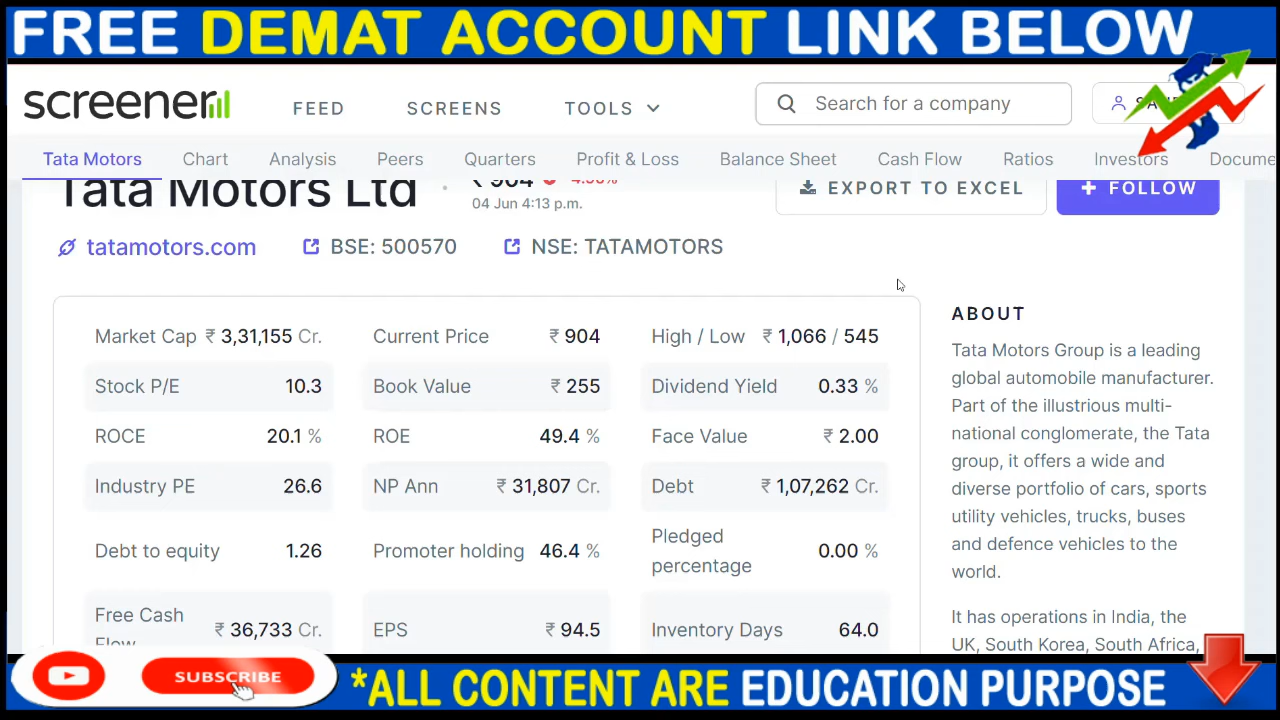 FREE DEMAT ACCOUNT LINK BELOW
screener
FEED SCREENS TOOLS
Search for a company
Tata Motors Chart Analysis Peers Quarters Profit & Loss Balance Sheet Cash Flow Ratios Investors Docume
Tata Motors Ltd
₹ 904
04 Jun 4:13 p.m.
EXPORT TO EXCEL
+ FOLLOW
tatamotors.com BSE: 500570 NSE: TATAMOTORS
Market Cap ₹ 3,31,155 Cr. Current Price ₹ 904 High / Low ₹ 1,066 / 545
Stock P/E 10.3 Book Value ₹ 255 Dividend Yield 0.33 %
ROCE 20.1 % ROE 49.4 % Face Value ₹ 2.00
Industry PE 26.6 NP Ann ₹ 31,807 Cr. Debt ₹ 1,07,262 Cr.
Debt to equity 1.26 Promoter holding 46.4 % Pledged percentage 0.00 %
Free Cash Flow ₹ 36,733 Cr. EPS ₹ 94.5 Inventory Days 64.0
ABOUT
Tata Motors Group is a leading
global automobile manufacturer.
Part of the illustrious multi-
national conglomerate, the Tata
group, it offers a wide and
diverse portfolio of cars, sports
utility vehicles, trucks, buses
and defence vehicles to the
world.
It has operations in India, the
UK, South Korea, South Africa,
SUBSCRIBE
*ALL CONTENT ARE EDUCATION PURPOSE